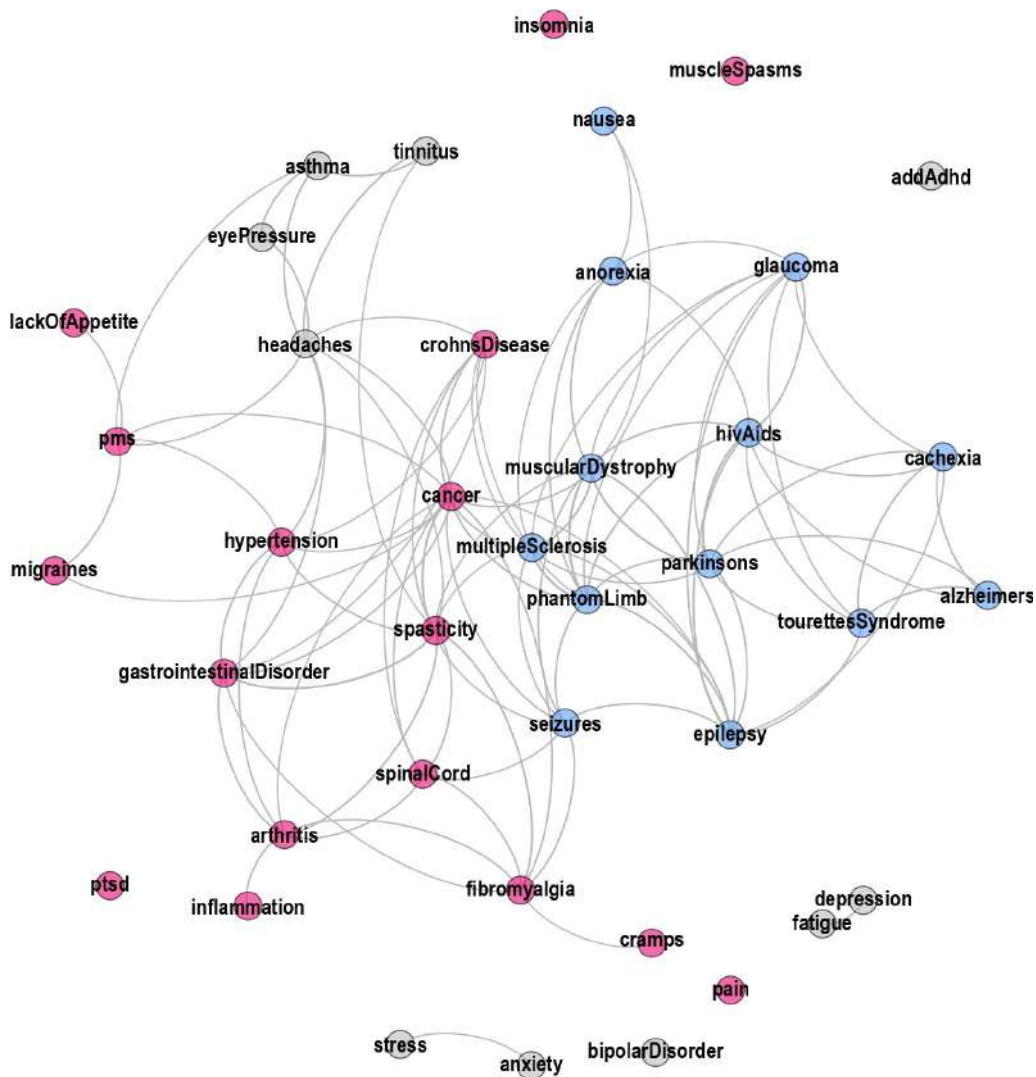 insomnia
muscleSpasms
nausea
tinnitus
asthma
addAdhd
eyePressure
anorexia
glaucoma
lackOfAppetite
headaches
crohnsDisease
pms
hivAids
muscularDystrophy
cachexia
cancer
hypertension
multipleSclerosis
migraines
parkinsons
phantomLimb
alzheimers
spasticity
tourettesSyndrome
gastrointestinalDisorder
seizures
epilepsy
spinalCord
arthritis
ptsd
fibromyalgia
inflammation
depression
fatigue
cramps
pain
stress
bipolarDisorder
anxiety